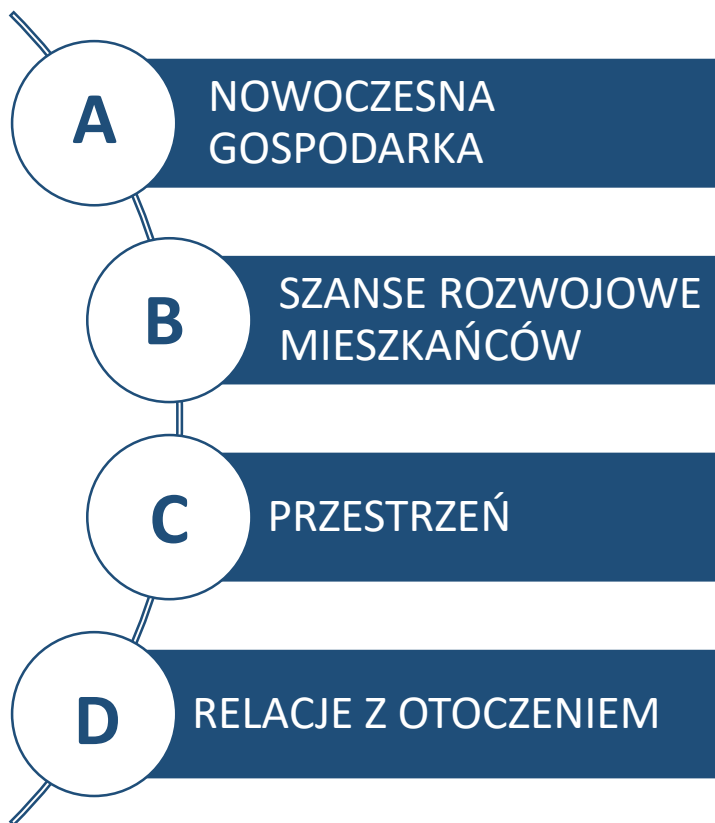 A
NOWOCZESNA
GOSPODARKA
B
SZANSE ROZWOJOWE
MIESZKAŃCÓW
C
PRZESTRZEŃ
D
RELACJE Z OTOCZENIEM